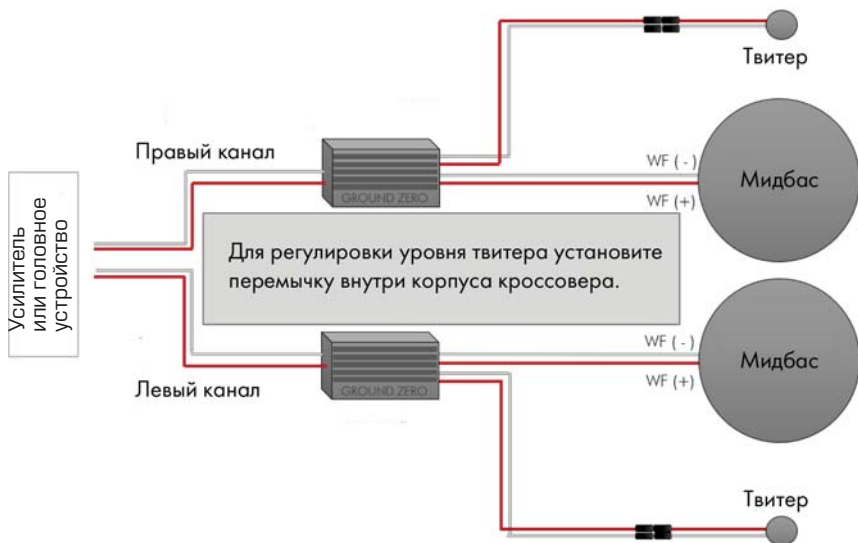 Твитер
Правый канал
WF ( - )
GROUND ZERO
WF (+)
Мидбас
Усилитель
или головное
устройство
Для регулировки уровня твитера установите
перемычку внутри корпуса кроссовера.
WF ( - )
Мидбас
WF (+)
Левый канал
GROUND ZERO
Твитер